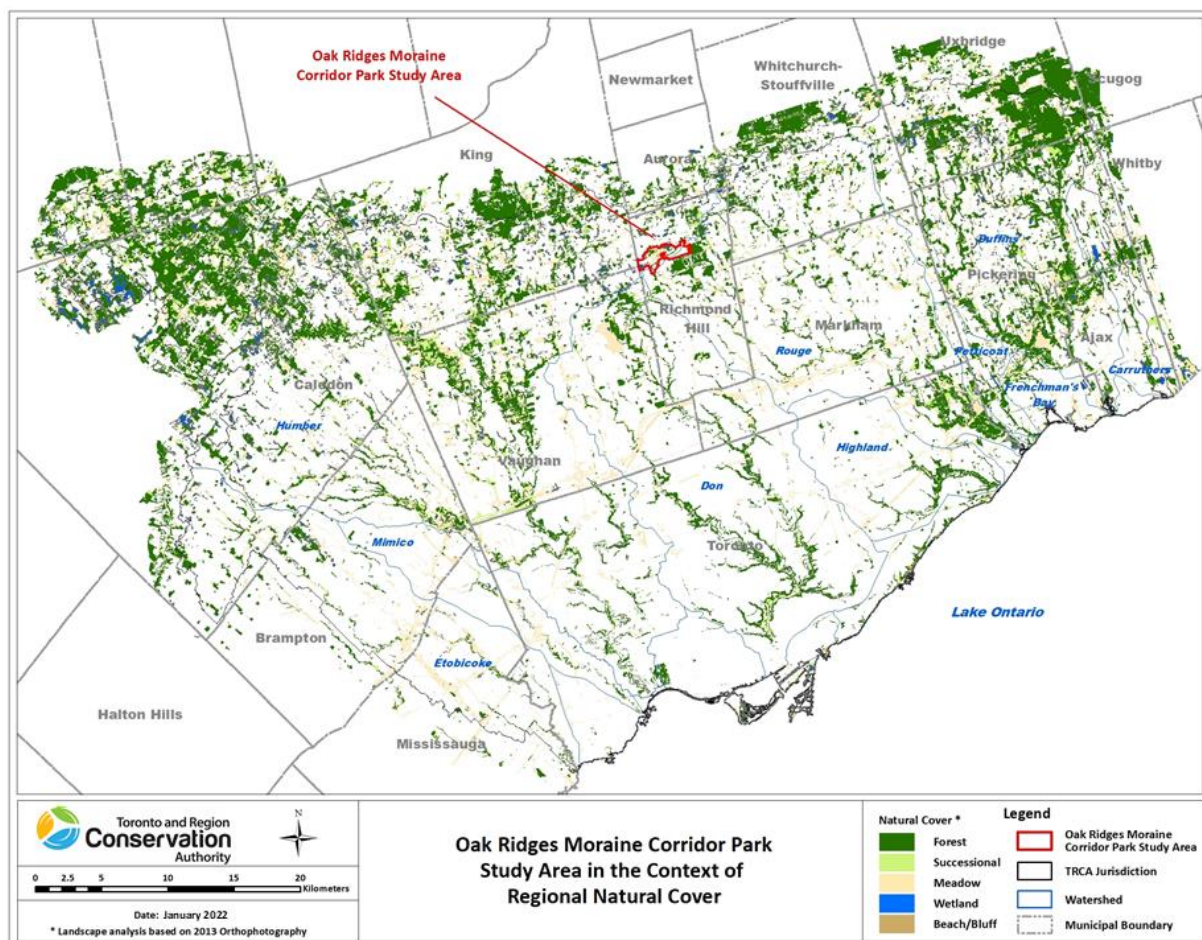 Oak Ridges Moraine
Corridor Park Study Area
Uxbridge
Newmarket
Whitchurch-
Stouffville
Scugog
King
Aurora
Whitby
Duffins
Pickering
Richmond
Hill
Markham
Rouge
Petticoat
Ajax
Carruthers
Frenchman's
Bay
Caledon
Humber
Highland
Vaughan
Don
Mimico
Toronto
Lake Ontario
Brampton
Etobicoke
Halton Hills
Mississauga
Toronto and Region
Conservation
Authority
N
0 2.5 5 10 15 20
Kilometers
Date: January 2022
* Landscape analysis based on 2013 Orthophotography
Oak Ridges Moraine Corridor Park
Study Area in the Context of
Regional Natural Cover
Legend
Natural Cover *
Forest
Successional
Meadow
Wetland
Beach/Bluff
Oak Ridges Moraine
Corridor Park Study Area
TRCA Jurisdiction
Watershed
Municipal Boundary